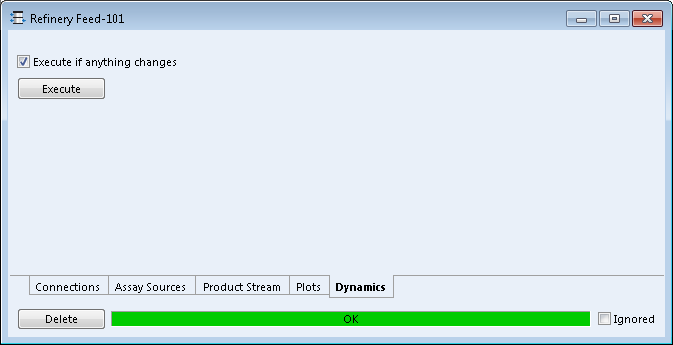 Refinery Feed-101
Execute if anything changes
Execute
Connections Assay Sources Product Stream Plots Dynamics
Delete OK Ignored